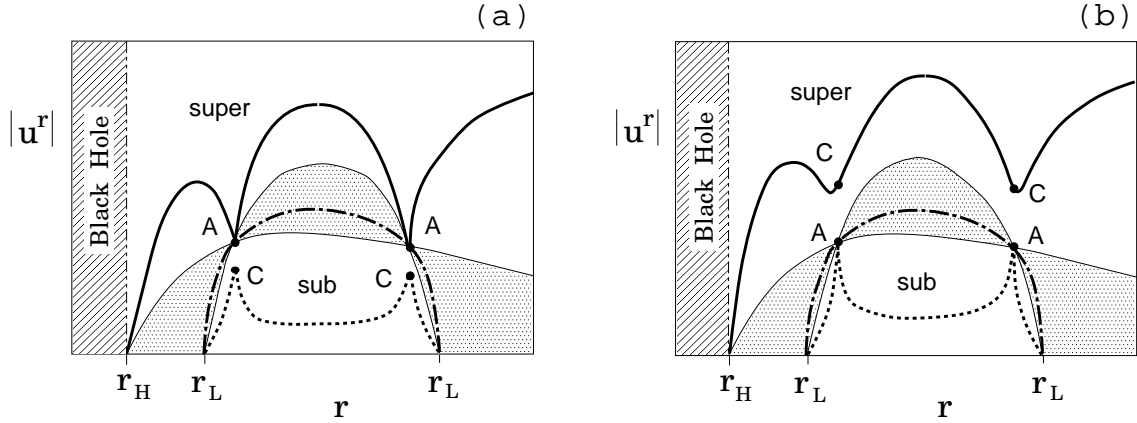 (a)
super
|u^r|
Black Hole
A
A
C
C
sub
r_H
r_L
r_L
r
(b)
super
|u^r|
Black Hole
C
C
A
A
sub
r_H
r_L
r_L
r